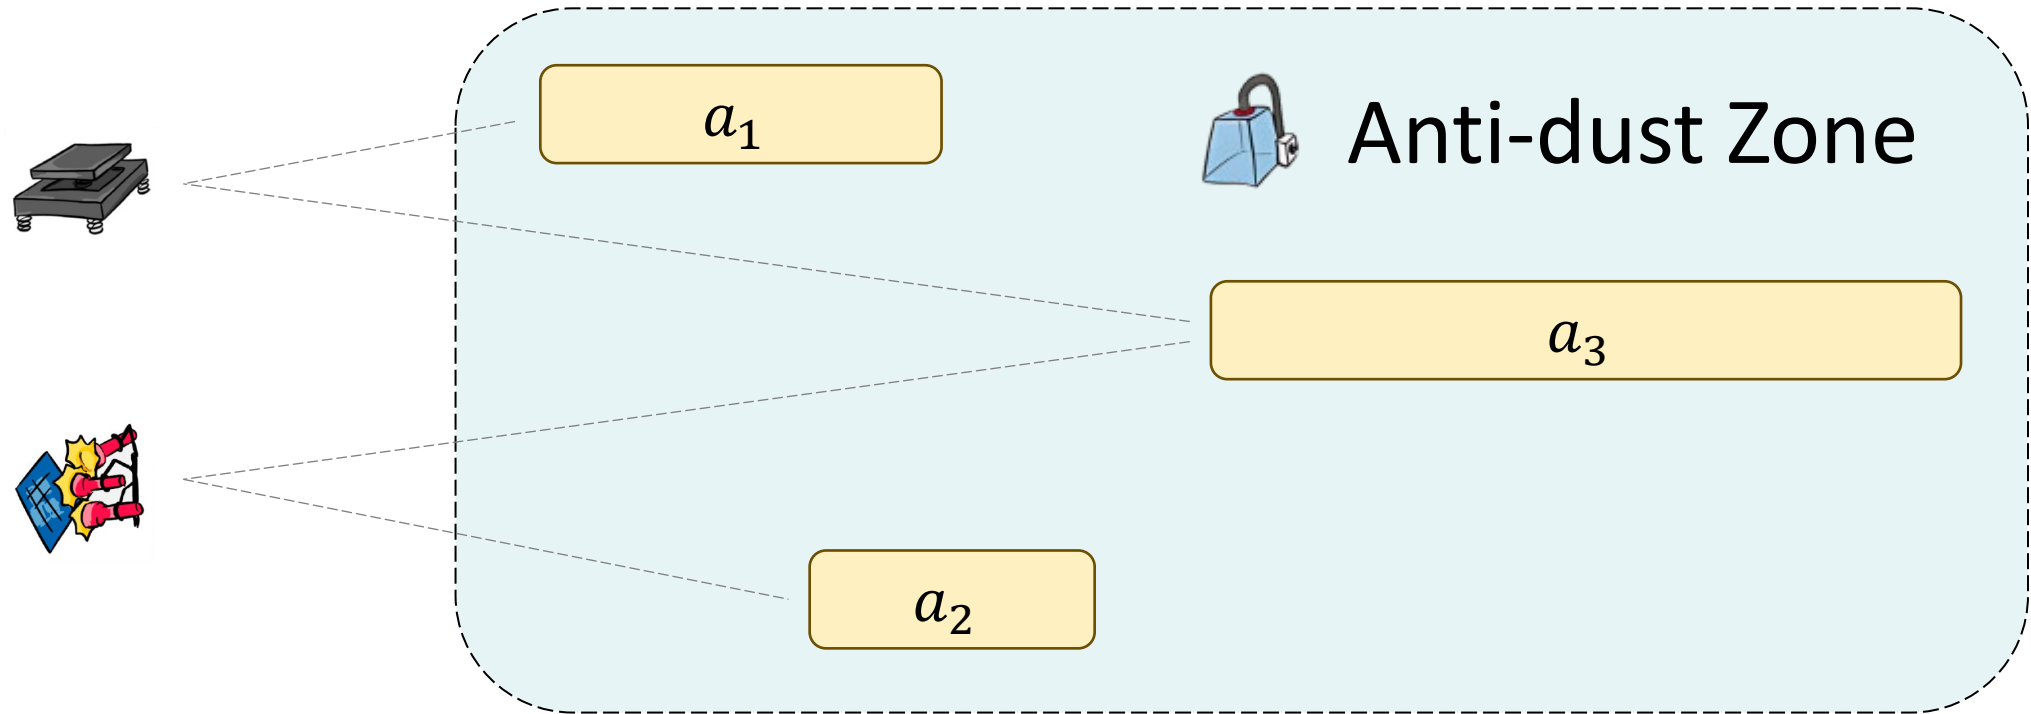 a₁
Anti-dust Zone
a₃
a₂